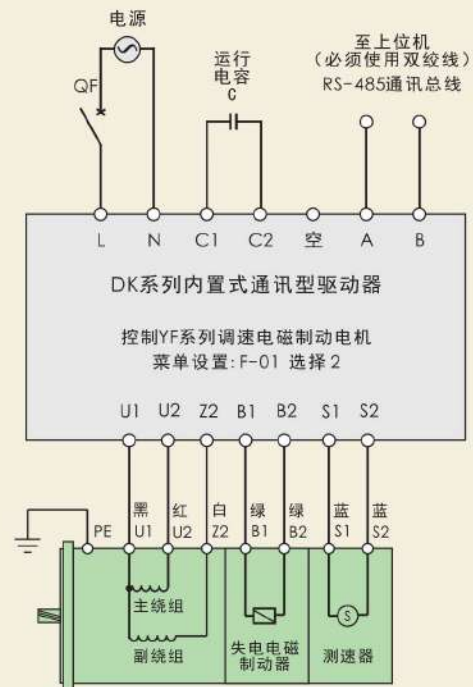 电源
QF
运行
电容
C
至上位机
（必须使用双绞线）
RS-485通讯总线
L N C1 C2 空 A B
DK系列内置式通讯型驱动器
控制YF系列调速电磁制动电机
菜单设置:F-01 选择2
U1 U2 Z2 B1 B2 S1 S2
黑 红 白 绿 绿 蓝 蓝
PE U1 U2 Z2 B1 B2 S1 S2
主绕组
副绕组
失电电磁
制动器
S
测速器